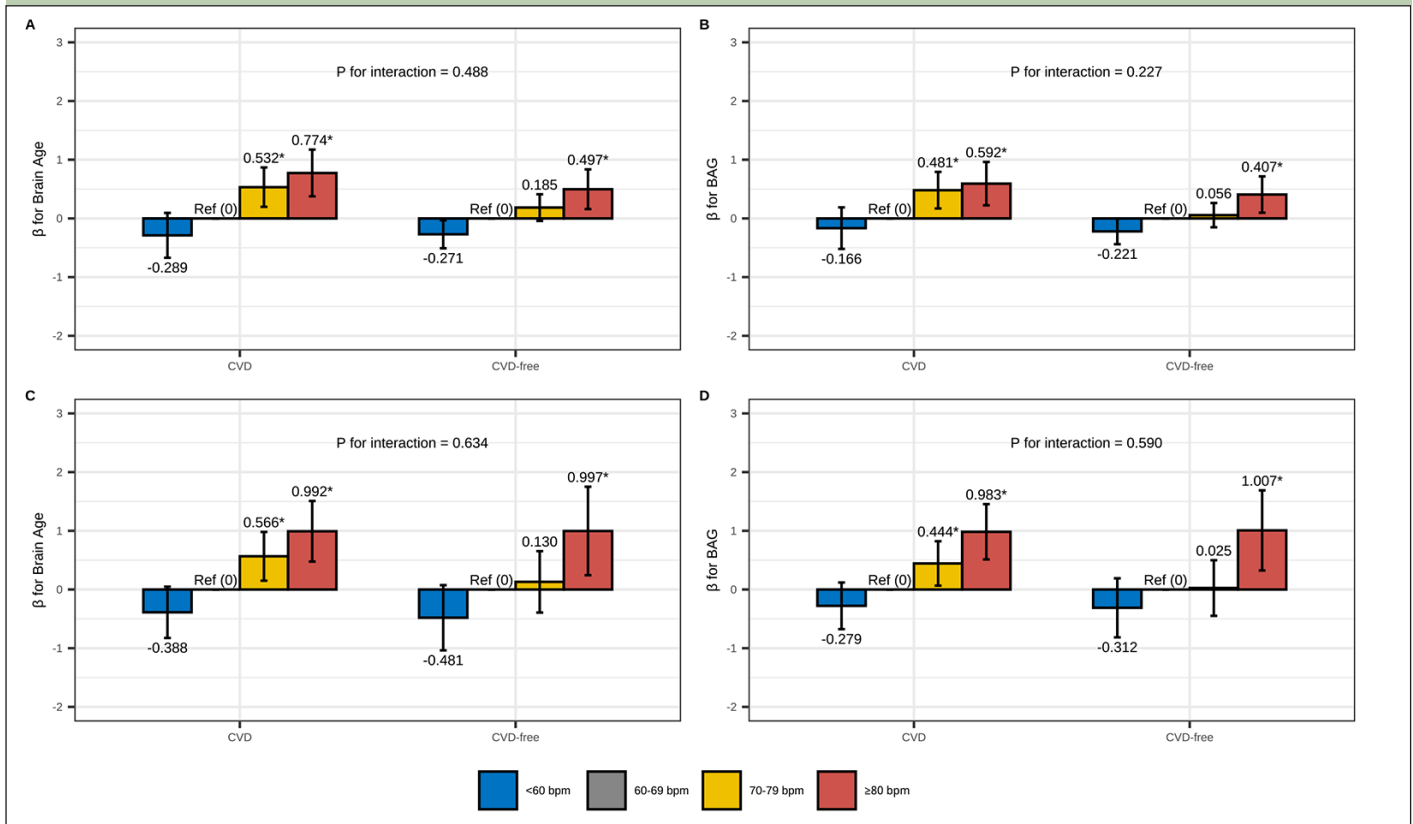 A
B
3
2
1
0
-1
-2
β for Brain Age
P for interaction = 0.488
-0.289
Ref (0)
0.532*
0.774*
-0.271
Ref (0)
0.185
0.497*
CVD
CVD-free
3
2
1
0
-1
-2
β for BAG
P for interaction = 0.227
-0.166
Ref (0)
0.481*
0.592*
-0.221
Ref (0)
0.056
0.407*
CVD
CVD-free
C
D
3
2
1
0
-1
-2
β for Brain Age
P for interaction = 0.634
-0.388
Ref (0)
0.566*
0.992*
-0.481
Ref (0)
0.130
0.997*
CVD
CVD-free
3
2
1
0
-1
-2
β for BAG
P for interaction = 0.590
-0.279
Ref (0)
0.444*
0.983*
-0.312
Ref (0)
0.025
1.007*
CVD
CVD-free
<60 bpm
60-69 bpm
70-79 bpm
≥80 bpm